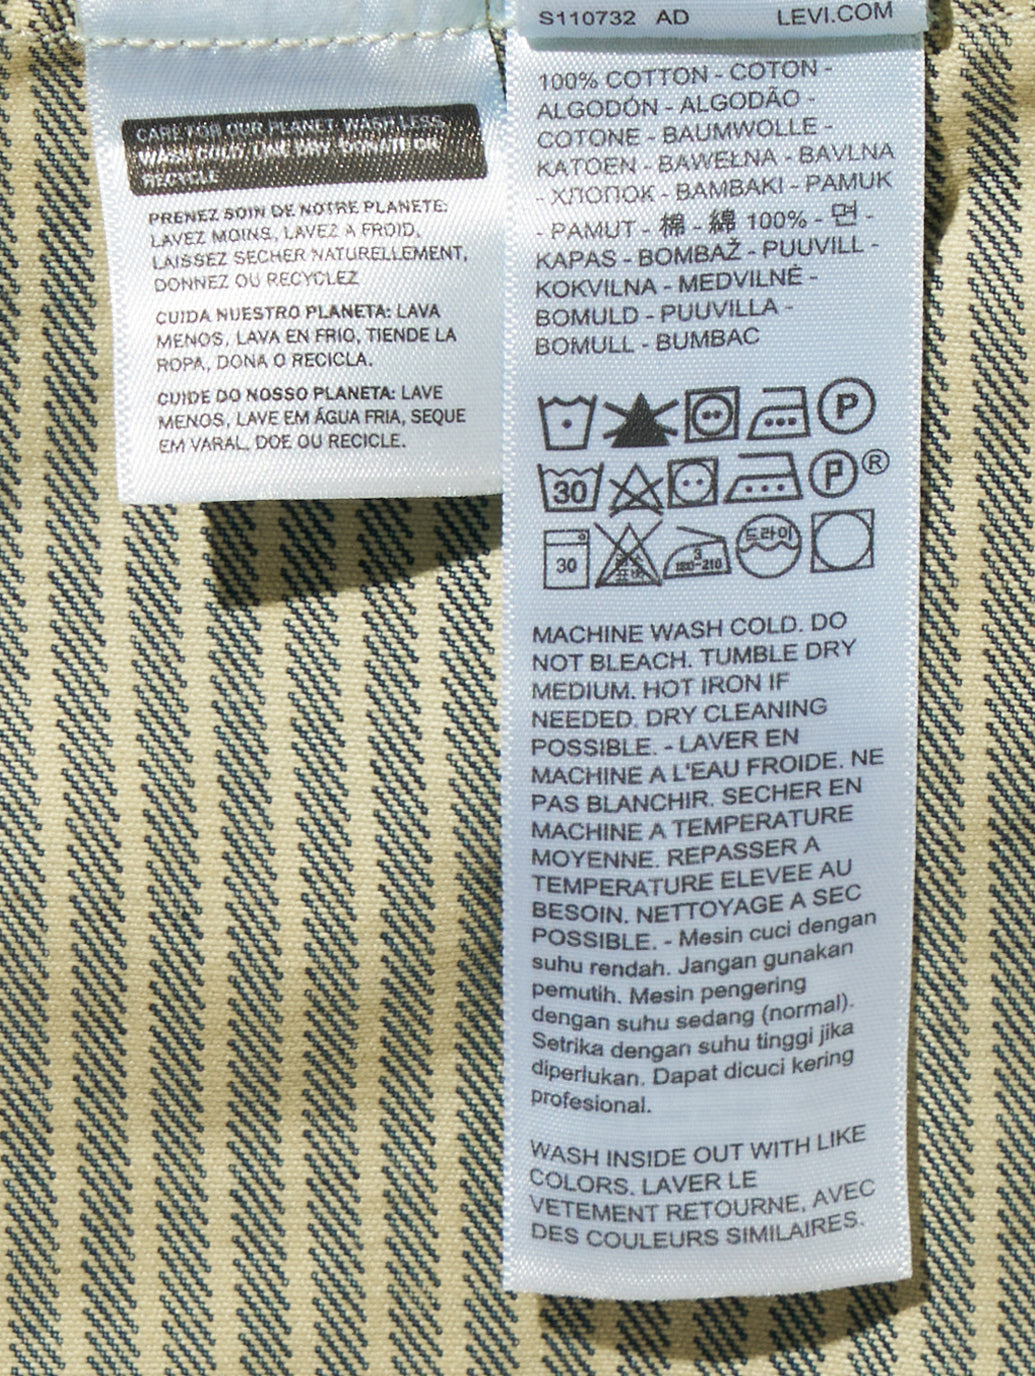 CARE FOR OUR PLANET: WASH LESS,
WASH COLD, LINE DRY, DONATE OR
RECYCLE
PRENEZ SOIN DE NOTRE PLANETE:
LAVEZ MOINS, LAVEZ A FROID,
LAISSEZ SECHER NATURELLEMENT,
DONNEZ OU RECYCLEZ
CUIDA NUESTRO PLANETA: LAVA
MENOS, LAVA EN FRIO, TIENDE LA
ROPA, DONA O RECICLA.
CUIDE DO NOSSO PLANETA: LAVE
MENOS, LAVE EM ÁGUA FRIA, SEQUE
EM VARAL, DOE OU RECICLE.
S110732 AD LEVI.COM
100% COTTON - COTON -
ALGODÓN - ALGODÃO -
COTONE - BAUMWOLLE -
KATOEN - BAWEŁNA - BAVLNA
- ХЛОПОК - ΒΑΜΒΑΚΙ - PAMUK
- PAMUT - 棉 - 綿 100% - 면 -
KAPAS - BOMBAŽ - PUUVILL -
KOKVILNA - MEDVILNĖ -
BOMULD - PUUVILLA -
BOMULL - BUMBAC
P
30 P ®
30 3 ISO-210 드라이
MACHINE WASH COLD. DO
NOT BLEACH. TUMBLE DRY
MEDIUM. HOT IRON IF
NEEDED. DRY CLEANING
POSSIBLE. - LAVER EN
MACHINE A L'EAU FROIDE. NE
PAS BLANCHIR. SECHER EN
MACHINE A TEMPERATURE
MOYENNE. REPASSER A
TEMPERATURE ELEVEE AU
BESOIN. NETTOYAGE A SEC
POSSIBLE. - Mesin cuci dengan
suhu rendah. Jangan gunakan
pemutih. Mesin pengering
dengan suhu sedang (normal).
Setrika dengan suhu tinggi jika
diperlukan. Dapat dicuci kering
profesional.
WASH INSIDE OUT WITH LIKE
COLORS. LAVER LE
VETEMENT RETOURNE, AVEC
DES COULEURS SIMILAIRES.